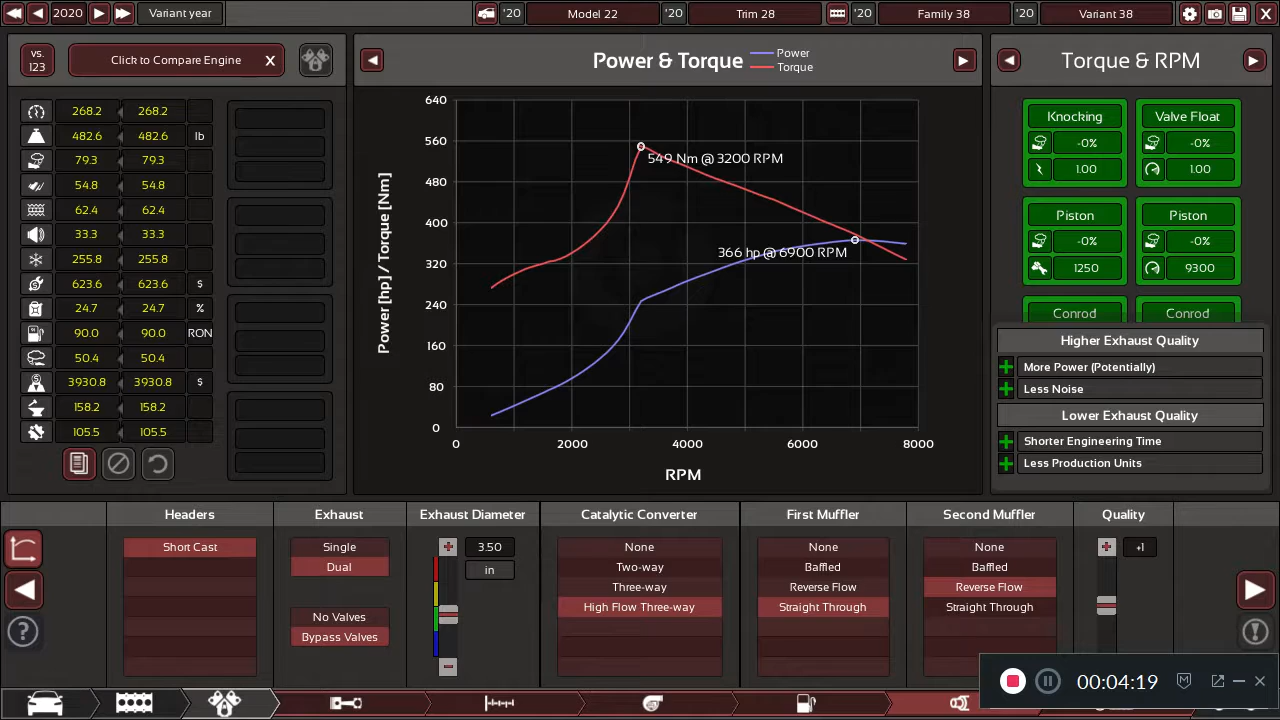 2020
Variant year
'20
Model 22
'20
Trim 28
'20
Family 38
'20
Variant 38
X
vs.
123
Click to Compare Engine
X
Power & Torque
Power
Torque
Torque & RPM
268.2 268.2
482.6 482.6 lb
79.3 79.3
54.8 54.8
62.4 62.4
33.3 33.3
255.8 255.8
623.6 623.6 $
24.7 24.7 %
90.0 90.0 RON
50.4 50.4
3930.8 3930.8 $
158.2 158.2
105.5 105.5
Power [hp] / Torque [Nm]
640
560
480
400
320
240
160
80
0
549 Nm @ 3200 RPM
366 hp @ 6900 RPM
0 2000 4000 6000 8000
RPM
Knocking
-0%
1.00
Valve Float
-0%
1.00
Piston
-0%
1250
Piston
-0%
9300
Conrod
Conrod
Higher Exhaust Quality
More Power (Potentially)
Less Noise
Lower Exhaust Quality
Shorter Engineering Time
Less Production Units
Headers
Short Cast
Exhaust
Single
Dual
No Valves
Bypass Valves
Exhaust Diameter
3.50
in
Catalytic Converter
None
Two-way
Three-way
High Flow Three-way
First Muffler
None
Baffled
Reverse Flow
Straight Through
Second Muffler
None
Baffled
Reverse Flow
Straight Through
Quality
+1
?
00:04:19